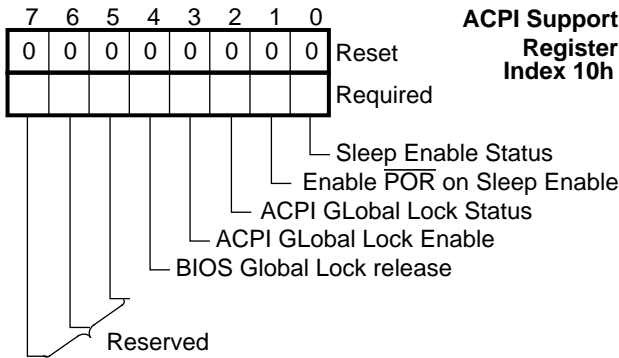 7 6 5 4 3 2 1 0
ACPI Support
Register
Index 10h
0 0 0 0 0 0 0 0 Reset
Required
Sleep Enable Status
Enable P̅O̅R̅ on Sleep Enable
ACPI GLobal Lock Status
ACPI GLobal Lock Enable
BIOS Global Lock release
Reserved